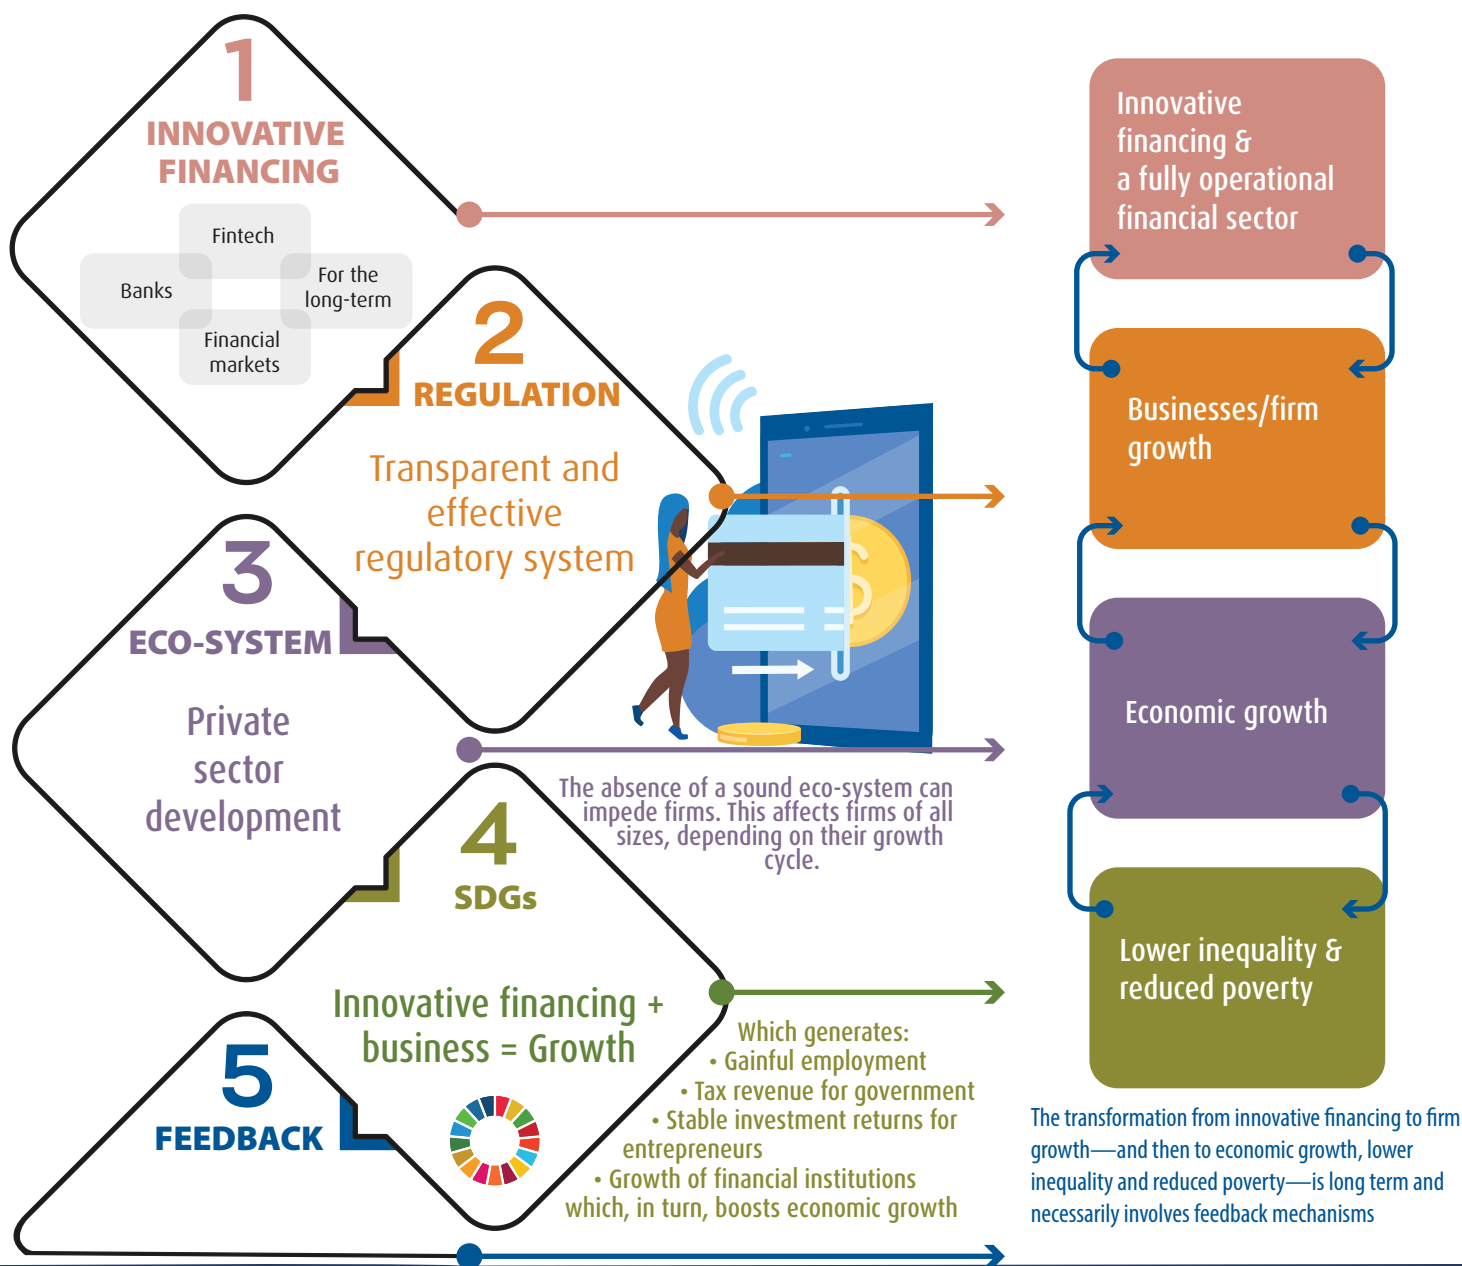 1
INNOVATIVE
FINANCING
Fintech
Banks
For the
long-term
Financial
markets
2
REGULATION
Transparent and
effective
regulatory system
3
ECO-SYSTEM
Private
sector
development
The absence of a sound eco-system can
impede firms. This affects firms of all
sizes, depending on their growth
cycle.
4
SDGs
Innovative financing +
business = Growth
Which generates:
• Gainful employment
• Tax revenue for government
• Stable investment returns for
entrepreneurs
• Growth of financial institutions
which, in turn, boosts economic growth
5
FEEDBACK
Innovative
financing &
a fully operational
financial sector
Businesses/firm
growth
Economic growth
Lower inequality &
reduced poverty
The transformation from innovative financing to firm
growth—and then to economic growth, lower
inequality and reduced poverty—is long term and
necessarily involves feedback mechanisms
$